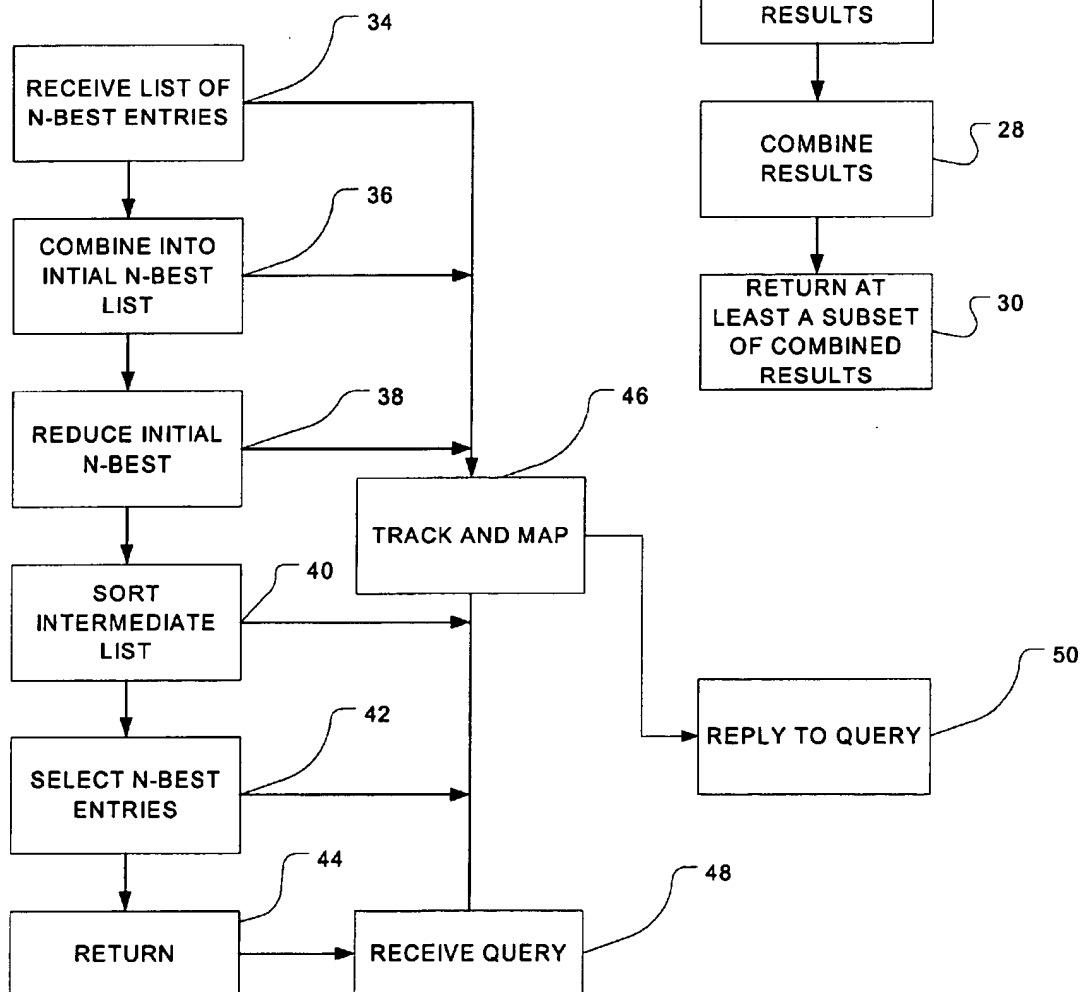 34
RECEIVE LIST OF
N-BEST ENTRIES
36
COMBINE INTO
INTIAL N-BEST
LIST
38
REDUCE INITIAL
N-BEST
40
SORT
INTERMEDIATE
LIST
42
SELECT N-BEST
ENTRIES
44
RETURN
46
TRACK AND MAP
48
RECEIVE QUERY
RESULTS
28
COMBINE
RESULTS
30
RETURN AT
LEAST A SUBSET
OF COMBINED
RESULTS
50
REPLY TO QUERY